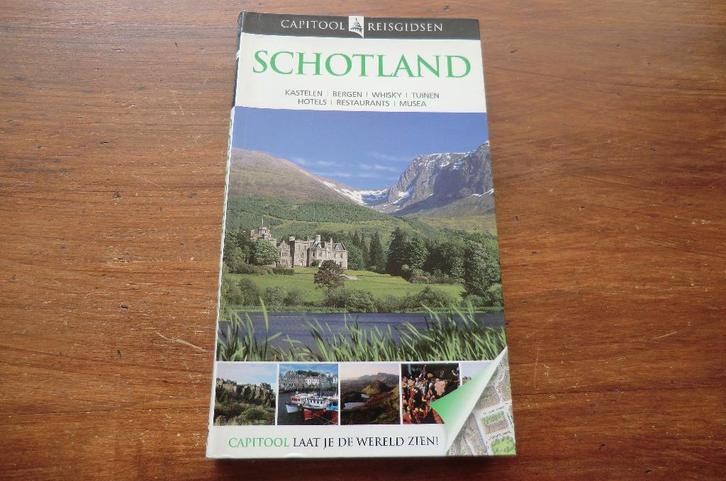 CAPITOOL REISGIDSEN
SCHOTLAND
KASTELEN | BERGEN | WHISKY | TUINEN
HOTELS | RESTAURANTS | MUSEA
CAPITOOL LAAT JE DE WERELD ZIEN!